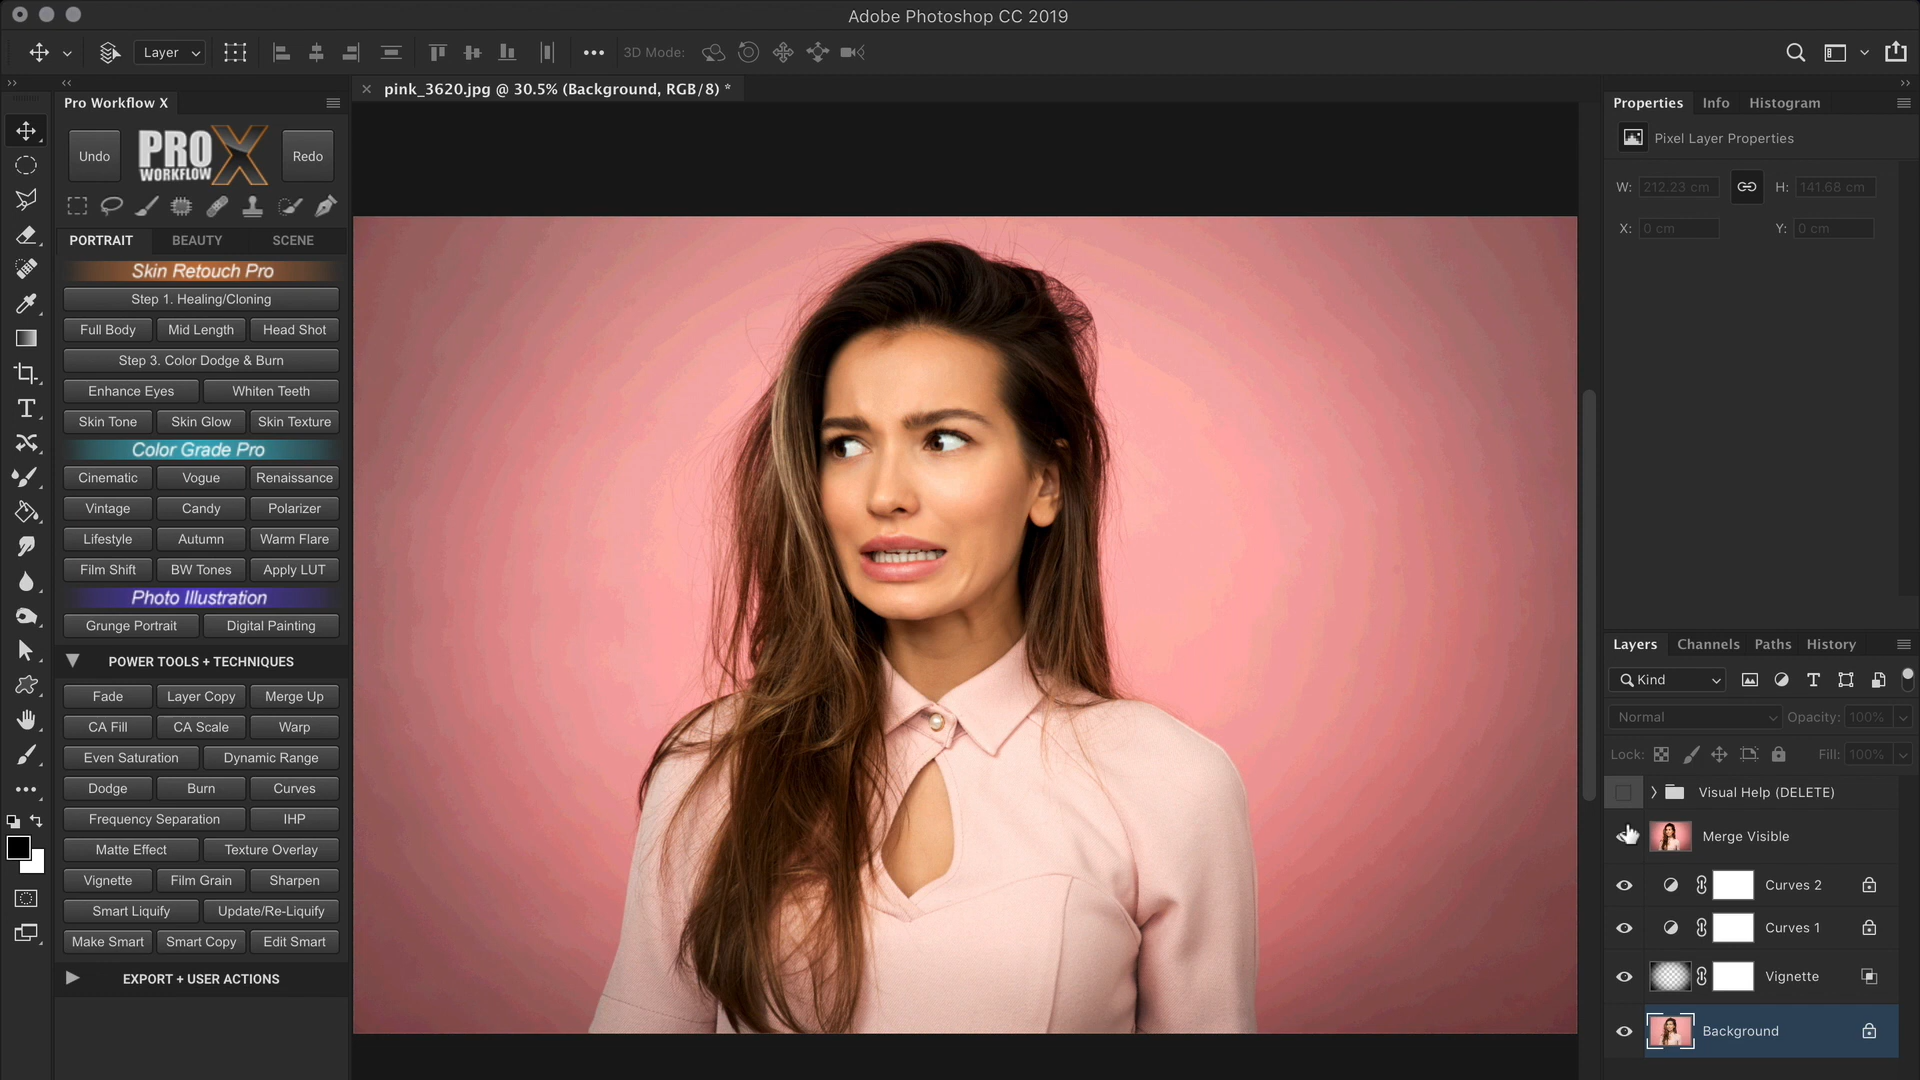 Adobe Photoshop CC 2019
Layer
3D Mode:
Pro Workflow X
pink_3620.jpg @ 30.5% (Background, RGB/8) *
Undo
PRO X
WORKFLOW
Redo
PORTRAIT BEAUTY SCENE
Skin Retouch Pro
Step 1. Healing/Cloning
Full Body Mid Length Head Shot
Step 3. Color Dodge & Burn
Enhance Eyes Whiten Teeth
Skin Tone Skin Glow Skin Texture
Color Grade Pro
Cinematic Vogue Renaissance
Vintage Candy Polarizer
Lifestyle Autumn Warm Flare
Film Shift BW Tones Apply LUT
Photo Illustration
Grunge Portrait Digital Painting
POWER TOOLS + TECHNIQUES
Fade Layer Copy Merge Up
CA Fill CA Scale Warp
Even Saturation Dynamic Range
Dodge Burn Curves
Frequency Separation IHP
Matte Effect Texture Overlay
Vignette Film Grain Sharpen
Smart Liquify Update/Re-Liquify
Make Smart Smart Copy Edit Smart
EXPORT + USER ACTIONS
Properties Info Histogram
Pixel Layer Properties
W: 212.23 cm H: 141.68 cm
X: 0 cm Y: 0 cm
Layers Channels Paths History
Kind
Normal Opacity: 100%
Lock: Fill: 100%
Visual Help (DELETE)
Merge Visible
Curves 2
Curves 1
Vignette
Background